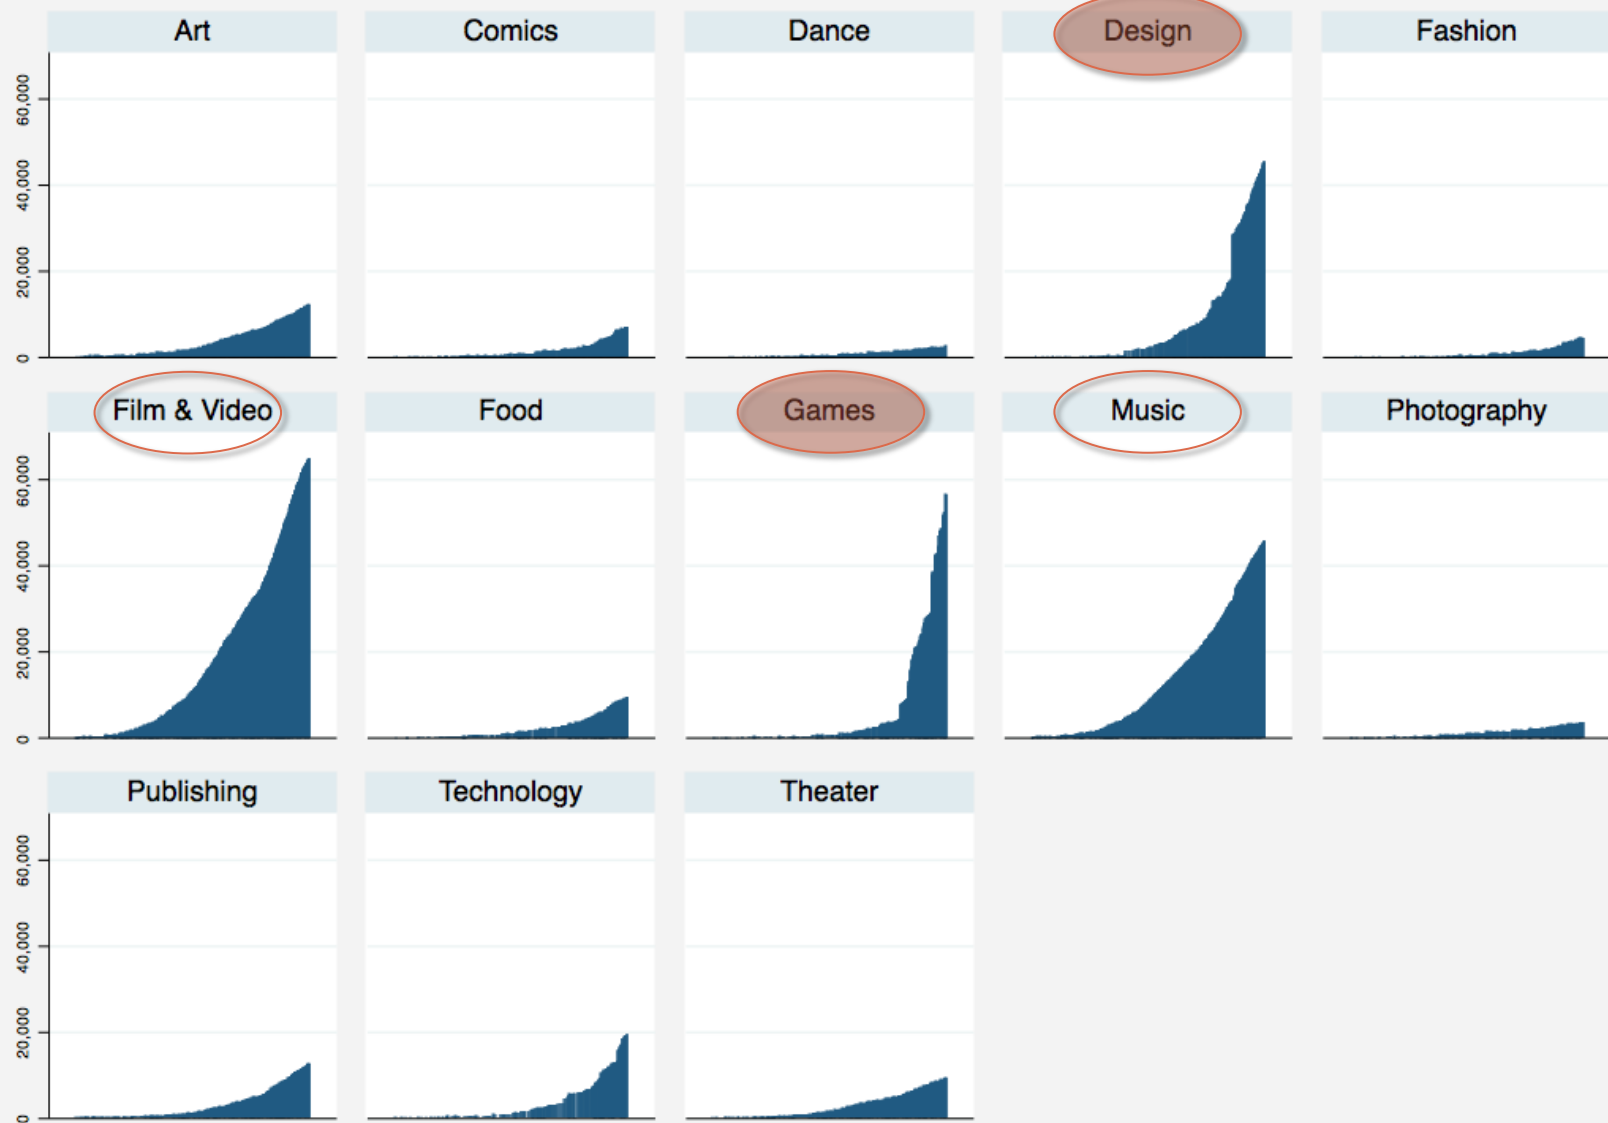 Art
Comics
Dance
Design
Fashion
60,000
40,000
20,000
0
Film & Video
Food
Games
Music
Photography
60,000
40,000
20,000
0
Publishing
Technology
Theater
60,000
40,000
20,000
0